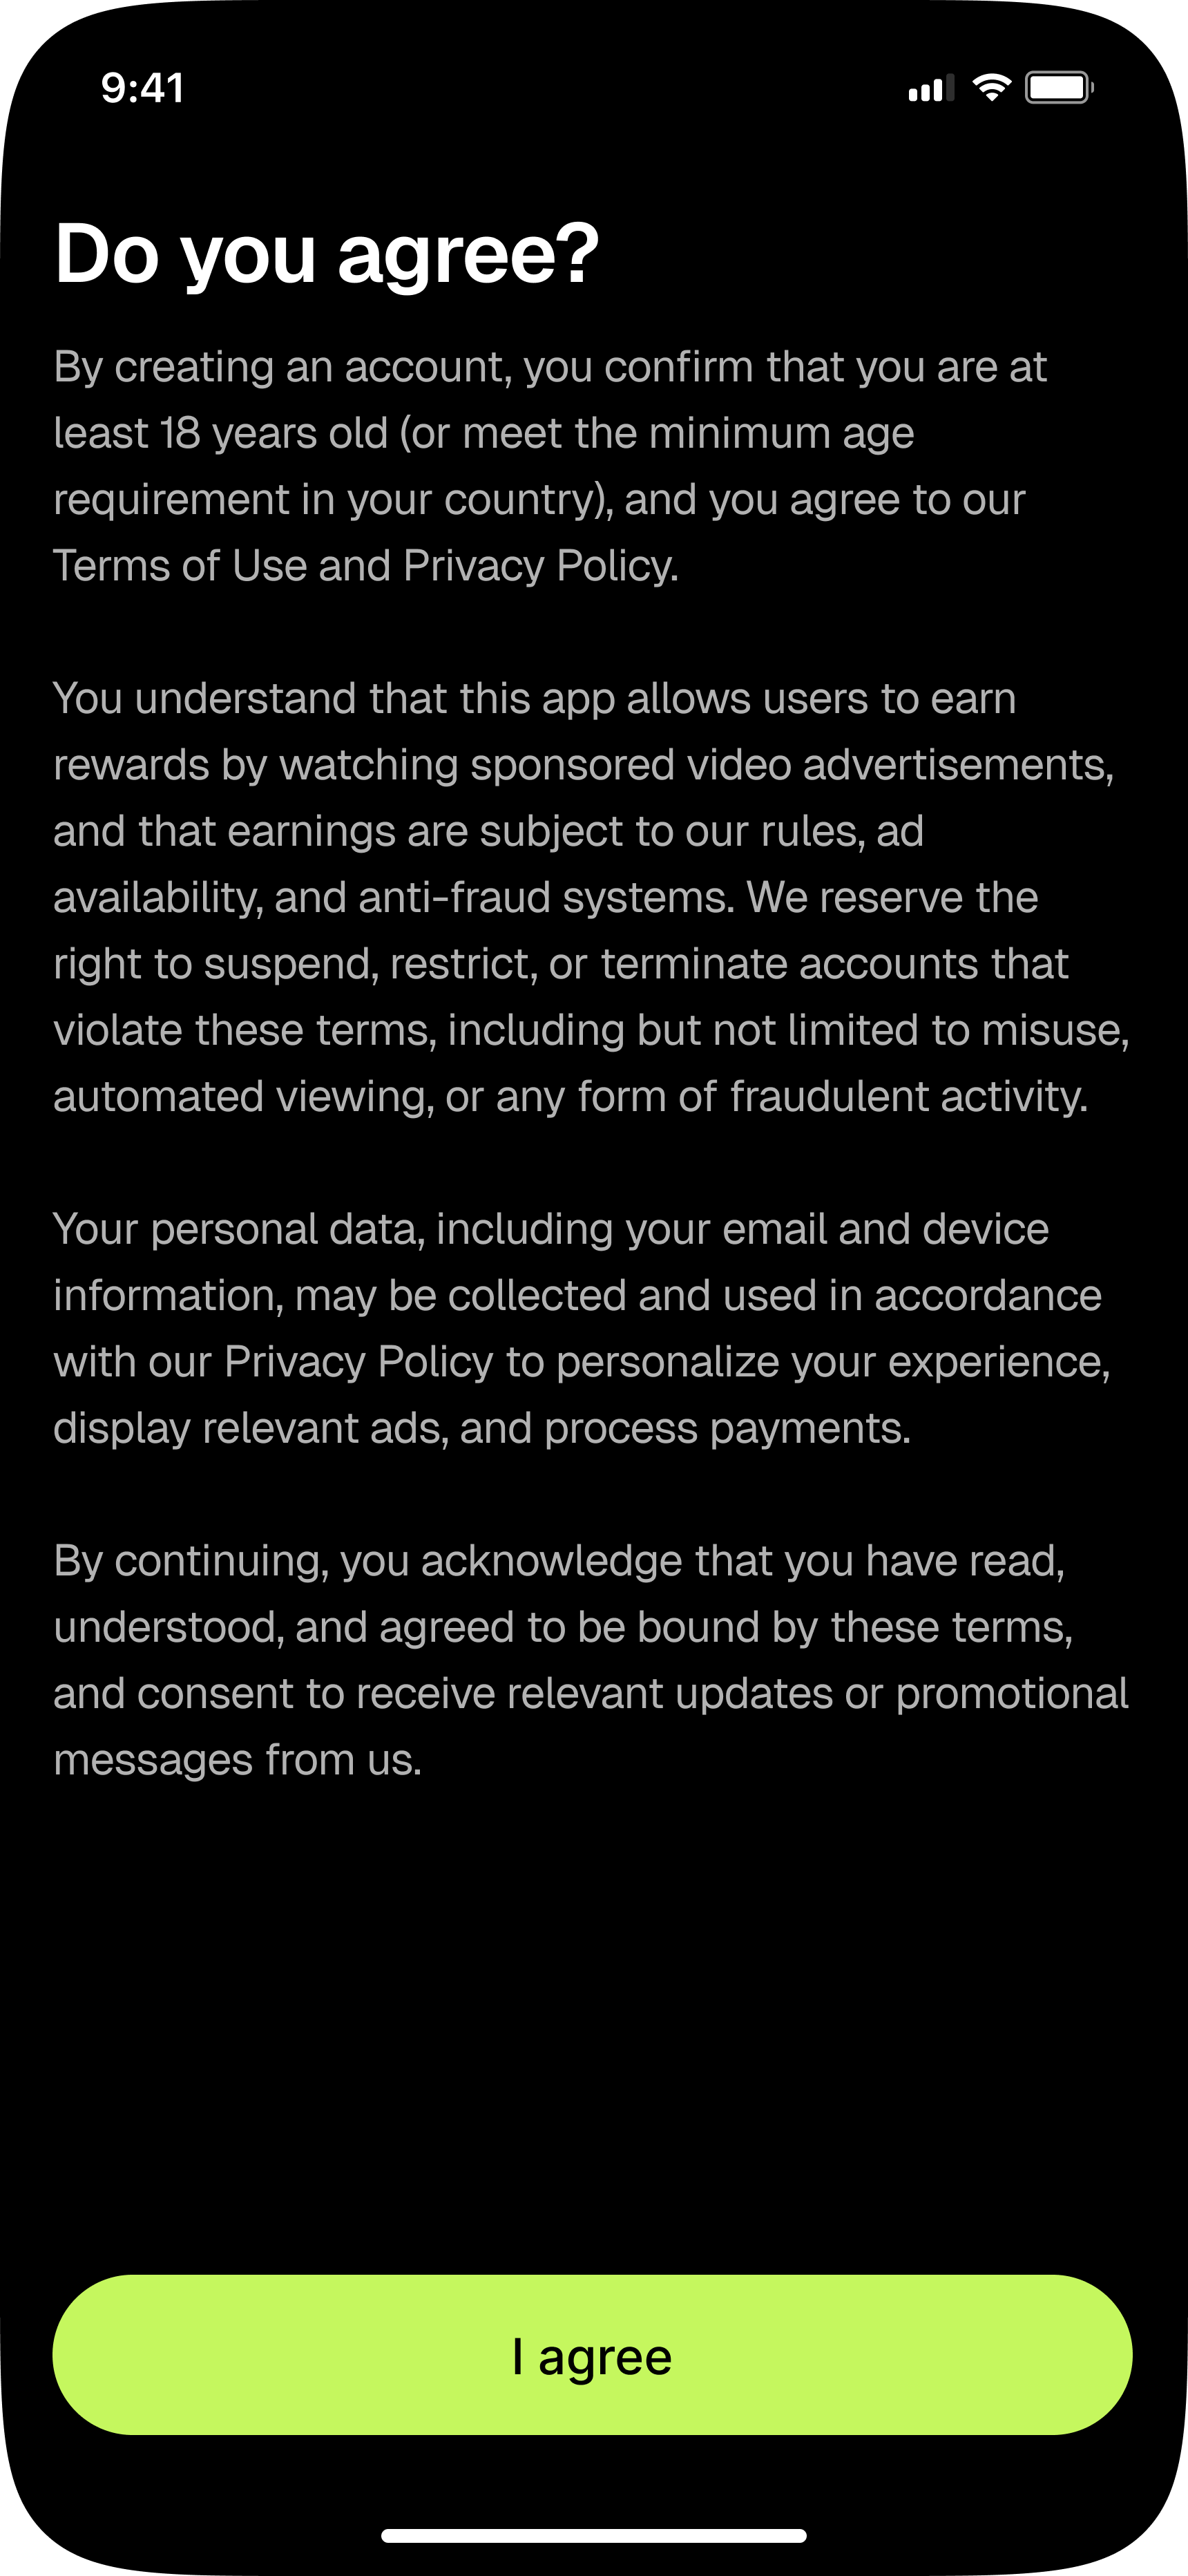 9:41
Do you agree?
By creating an account, you confirm that you are at
least 18 years old (or meet the minimum age
requirement in your country), and you agree to our
Terms of Use and Privacy Policy.
You understand that this app allows users to earn
rewards by watching sponsored video advertisements,
and that earnings are subject to our rules, ad
availability, and anti-fraud systems. We reserve the
right to suspend, restrict, or terminate accounts that
violate these terms, including but not limited to misuse,
automated viewing, or any form of fraudulent activity.
Your personal data, including your email and device
information, may be collected and used in accordance
with our Privacy Policy to personalize your experience,
display relevant ads, and process payments.
By continuing, you acknowledge that you have read,
understood, and agreed to be bound by these terms,
and consent to receive relevant updates or promotional
messages from us.
I agree